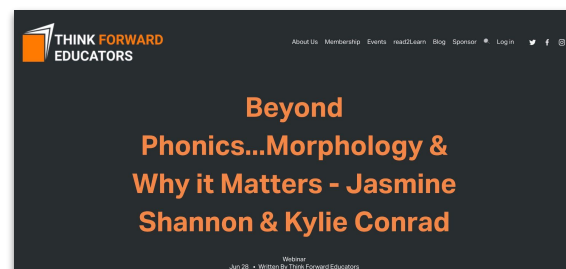 THINK FORWARD
EDUCATORS
About Us Membership Events read2Learn Blog Sponsor Log in
Beyond
Phonics...Morphology &
Why it Matters - Jasmine
Shannon & Kylie Conrad
Webinar
Jun 28 • Written By Think Forward Educators